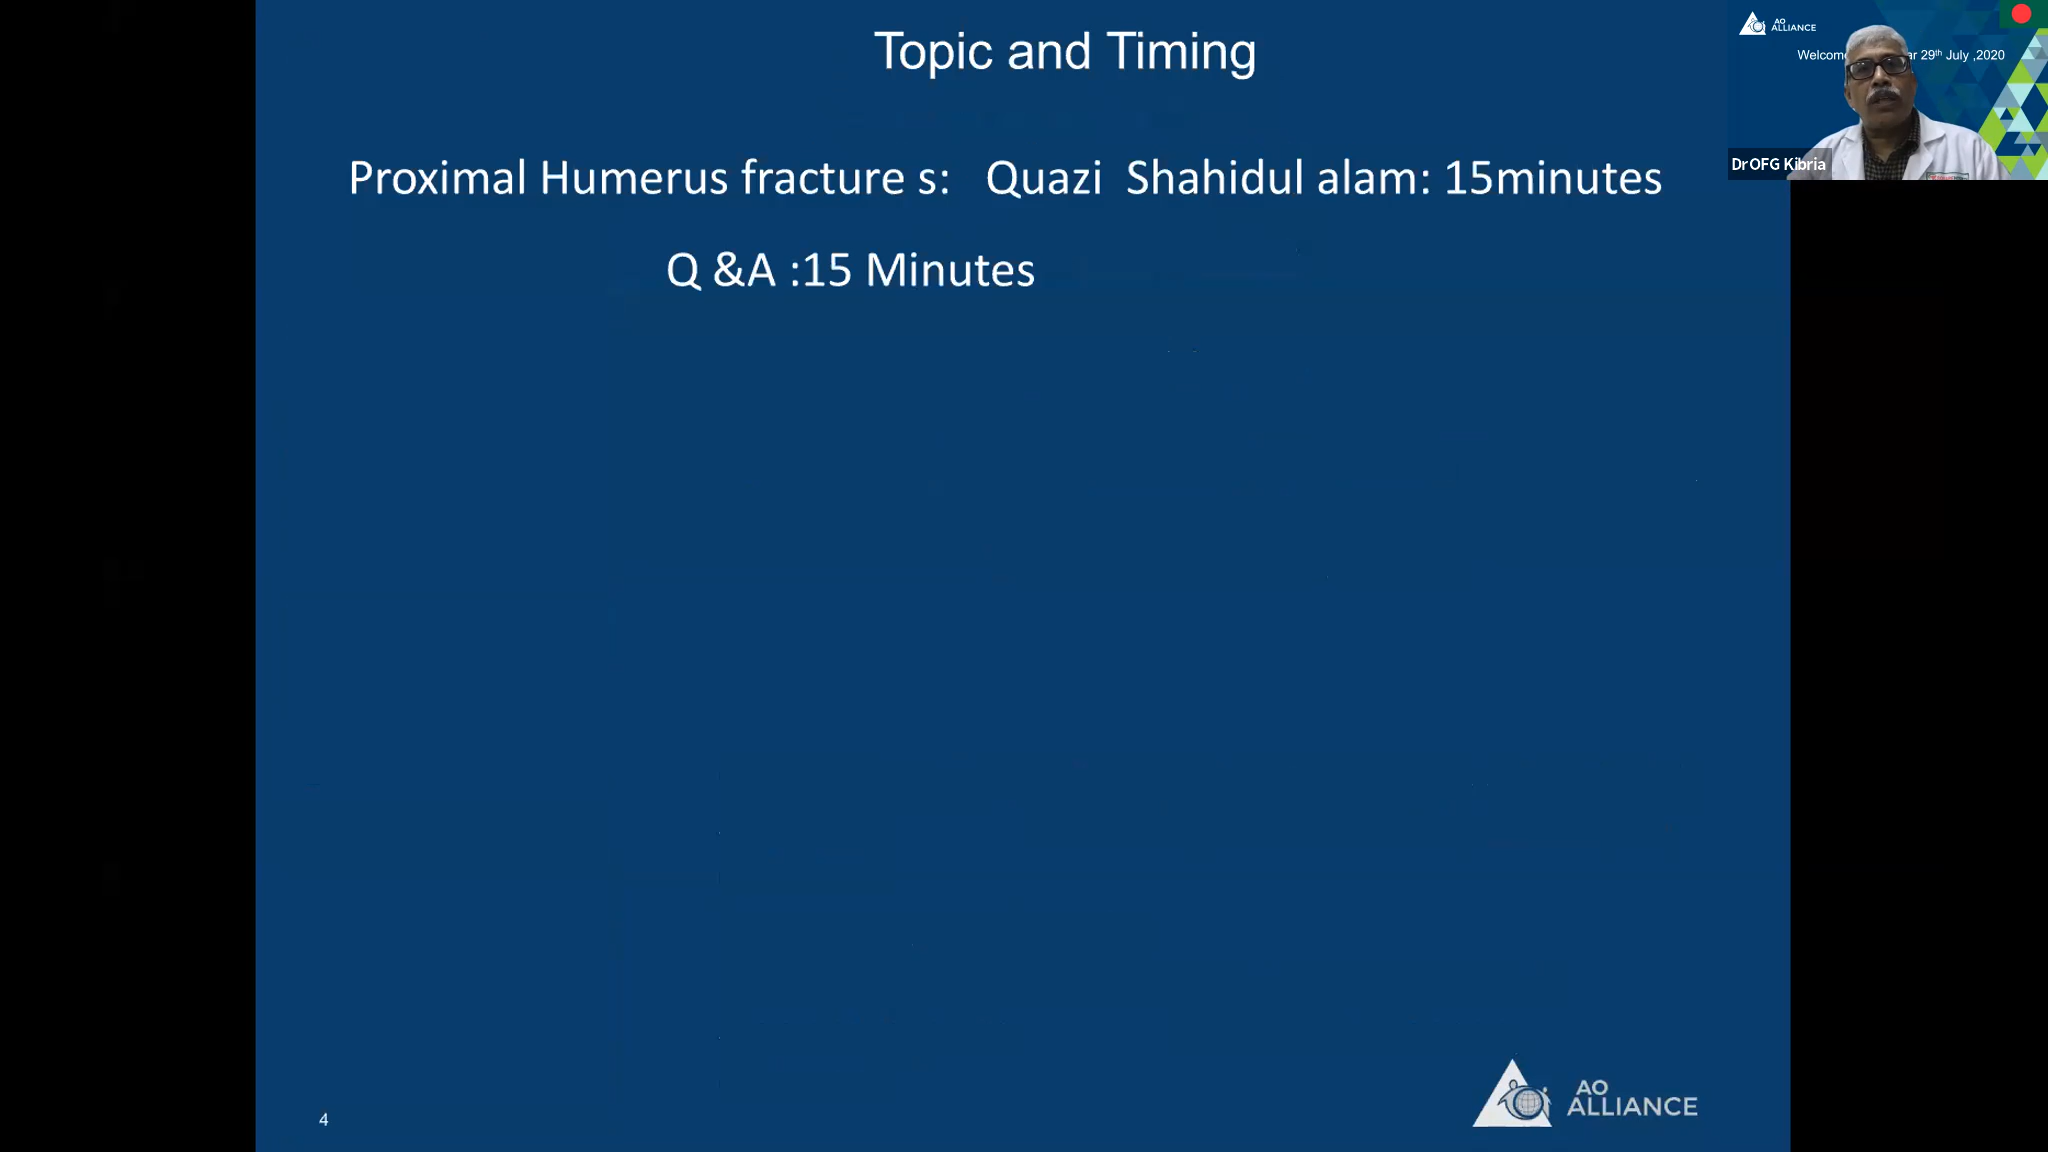 Topic and Timing
Proximal Humerus fracture s: Quazi Shahidul alam: 15minutes
Q &A :15 Minutes
4
AO
ALLIANCE
AO
ALLIANCE
29th July ,2020
Dr OFG Kibria